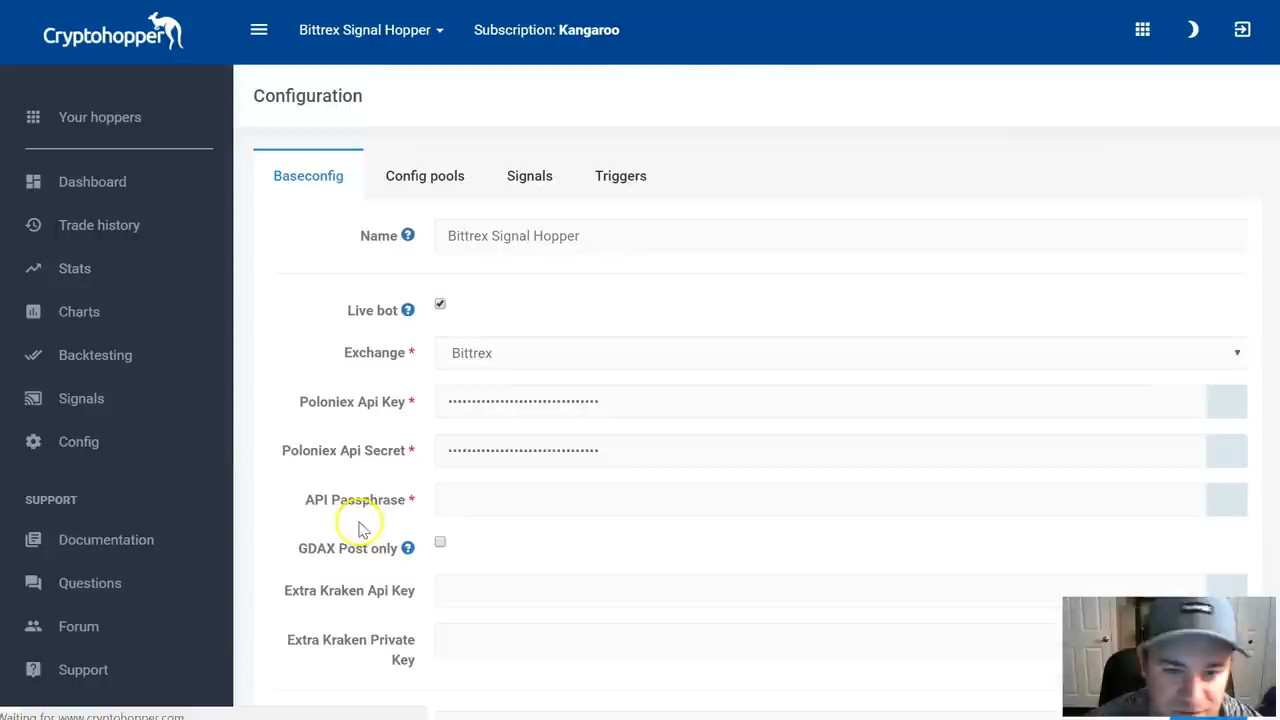 Cryptohopper
Bittrex Signal Hopper
Subscription: Kangaroo
Your hoppers
Dashboard
Trade history
Stats
Charts
Backtesting
Signals
Config
SUPPORT
Documentation
Questions
Forum
Support
Configuration
Baseconfig
Config pools
Signals
Triggers
Name
Bittrex Signal Hopper
Live bot
Exchange *
Bittrex
Poloniex Api Key *
•••••••••••••••••••••••••••••••
Poloniex Api Secret *
•••••••••••••••••••••••••••••••
API Passphrase *
GDAX Post only
Extra Kraken Api Key
Extra Kraken Private
Key
Waiting for www.cryptohopper.com